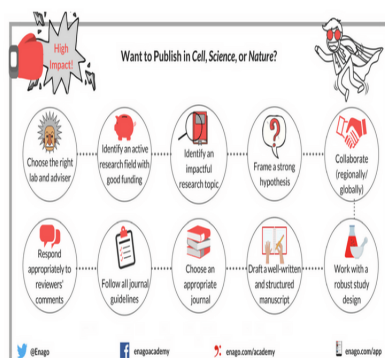 High
Impact!
Want to Publish in Cell, Science, or Nature?
Choose the right
lab and adviser
Identify an active
research field with
good funding
Identify an
impactful
research topic
Frame a strong
hypothesis
Collaborate
(regionally/
globally)
Respond
appropriately to
reviewers'
comments
Follow all journal
guidelines
Choose an
appropriate
journal
Draft a well-written
and structured
manuscript
Work with a
robust study
design
@Enago
enagoacademy
enago.com/academy
enago.com/app